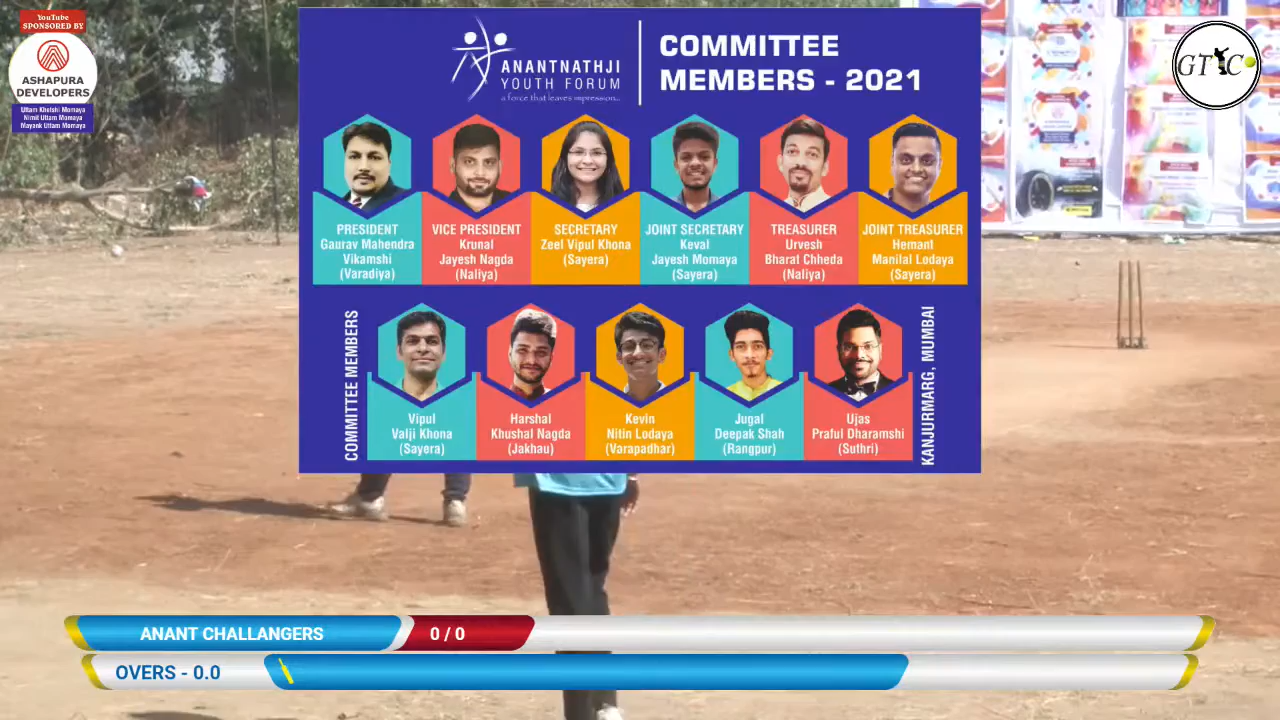 YouTube
SPONSORED BY
ASHAPURA
DEVELOPERS
Uttam Khetshi Momaya
Nimit Uttam Momaya
Mayank Uttam Momaya
ANANTNATHJI
YOUTH FORUM
a force that leaves impression...
COMMITTEE
MEMBERS - 2021
GTYC
PRESIDENT
Gaurav Mahendra
Vikamshi
(Varadiya)
VICE PRESIDENT
Krunal
Jayesh Nagda
(Naliya)
SECRETARY
Zeel Vipul Khona
(Sayera)
JOINT SECRETARY
Keval
Jayesh Momaya
(Sayera)
TREASURER
Urvesh
Bharat Chheda
(Naliya)
JOINT TREASURER
Hemant
Manilal Lodaya
(Sayera)
COMMITTEE MEMBERS
Vipul
Valji Khona
(Sayera)
Harshal
Khushal Nagda
(Jakhau)
Kevin
Nitin Lodaya
(Varapadhar)
Jugal
Deepak Shah
(Rangpur)
Ujas
Praful Dharamshi
(Suthri)
KANJURMARG, MUMBAI
ANANT CHALLANGERS
0 / 0
OVERS - 0.0